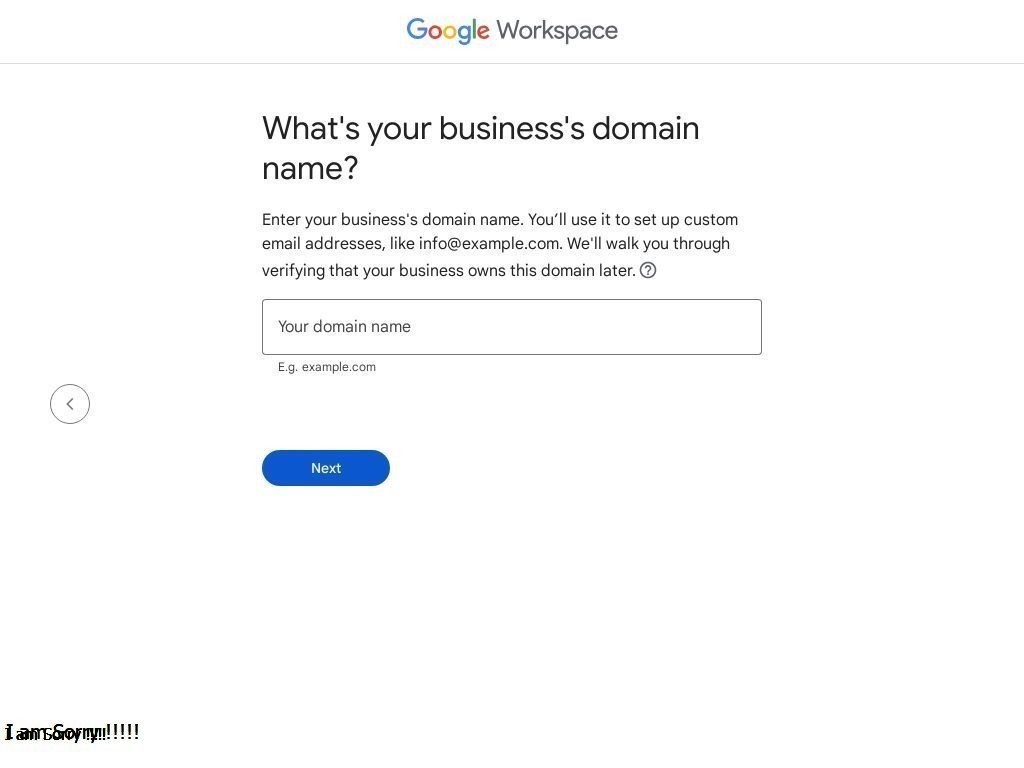 Google Workspace
What's your business's domain
name?
Enter your business's domain name. You’ll use it to set up custom
email addresses, like info@example.com. We'll walk you through
verifying that your business owns this domain later.
Your domain name
E.g. example.com
Next
I am Sorry !!!!!
I am Sorry !!!!!